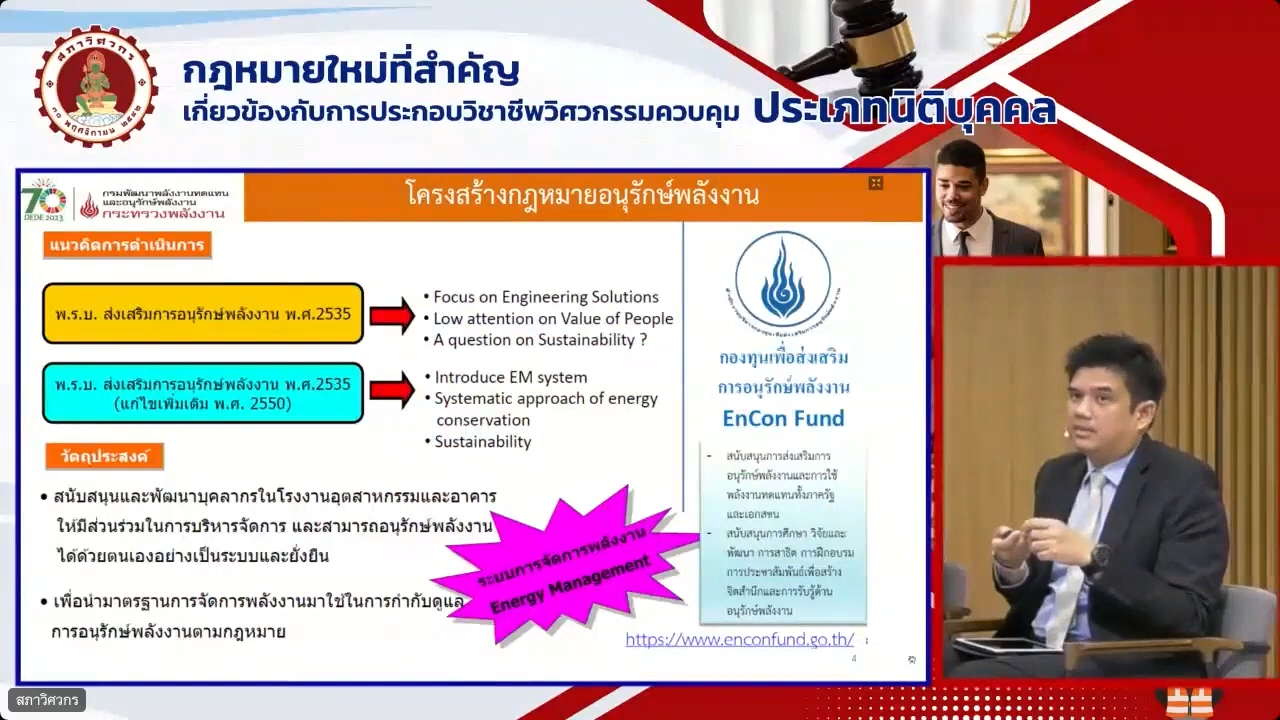 สภาวิศวกร
๓๐ พฤศจิกายน ๒๕๔๒
กฎหมายใหม่ที่สำคัญ
เกี่ยวข้องกับการประกอบวิชาชีพวิศวกรรมควบคุม ประเภทนิติบุคคล
70
DEDE 2023
กรมพัฒนาพลังงานทดแทน
และอนุรักษ์พลังงาน
กระทรวงพลังงาน
โครงสร้างกฎหมายอนุรักษ์พลังงาน
แนวคิดการดำเนินการ
พ.ร.บ. ส่งเสริมการอนุรักษ์พลังงาน พ.ศ.2535
• Focus on Engineering Solutions
• Low attention on Value of People
• A question on Sustainability ?
พ.ร.บ. ส่งเสริมการอนุรักษ์พลังงาน พ.ศ.2535
(แก้ไขเพิ่มเติม พ.ศ. 2550)
• Introduce EM system
• Systematic approach of energy
conservation
• Sustainability
วัตถุประสงค์
• สนับสนุนและพัฒนาบุคลากรในโรงงานอุตสาหกรรมและอาคาร
ให้มีส่วนร่วมในการบริหารจัดการ และสามารถอนุรักษ์พลังงาน
ได้ด้วยตนเองอย่างเป็นระบบและยั่งยืน
• เพื่อนำมาตรฐานการจัดการพลังงานมาใช้ในการกำกับดูแล
การอนุรักษ์พลังงานตามกฎหมาย
ระบบการจัดการพลังงาน
Energy Management
กองทุนเพื่อส่งเสริม
การอนุรักษ์พลังงาน
EnCon Fund
- สนับสนุนการส่งเสริมการ
อนุรักษ์พลังงานและการใช้
พลังงานทดแทนทั้งภาครัฐ
และเอกสขน
- สนับสนุนการศึกษา วิจัยและ
พัฒนา การสาธิต การฝึกอบรม
การประชาสัมพันธ์เพื่อสร้าง
จิตสำนึกและการรับรู้ด้าน
อนุรักษ์พลังงาน
https://www.enconfund.go.th/
4
สภาวิศวกร